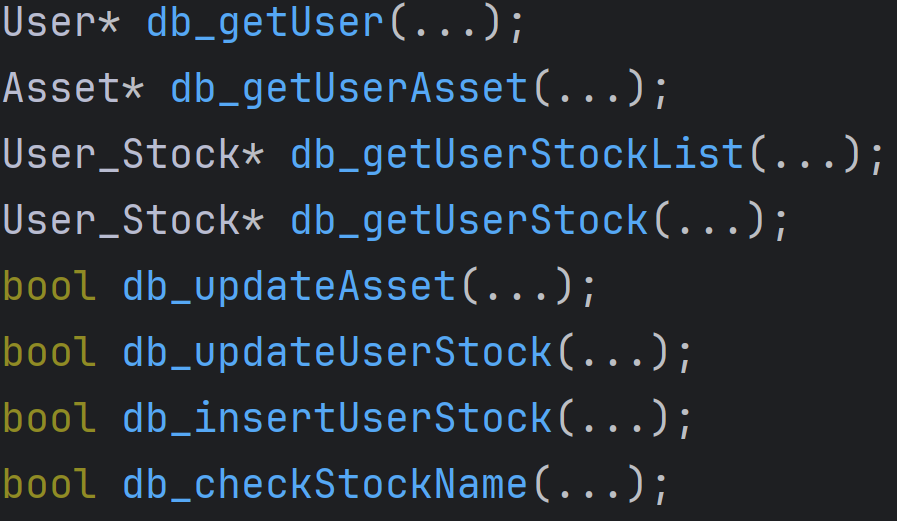 User* db_getUser(...);
Asset* db_getUserAsset(...);
User_Stock* db_getUserStockList(...);
User_Stock* db_getUserStock(...);
bool db_updateAsset(...);
bool db_updateUserStock(...);
bool db_insertUserStock(...);
bool db_checkStockName(...);